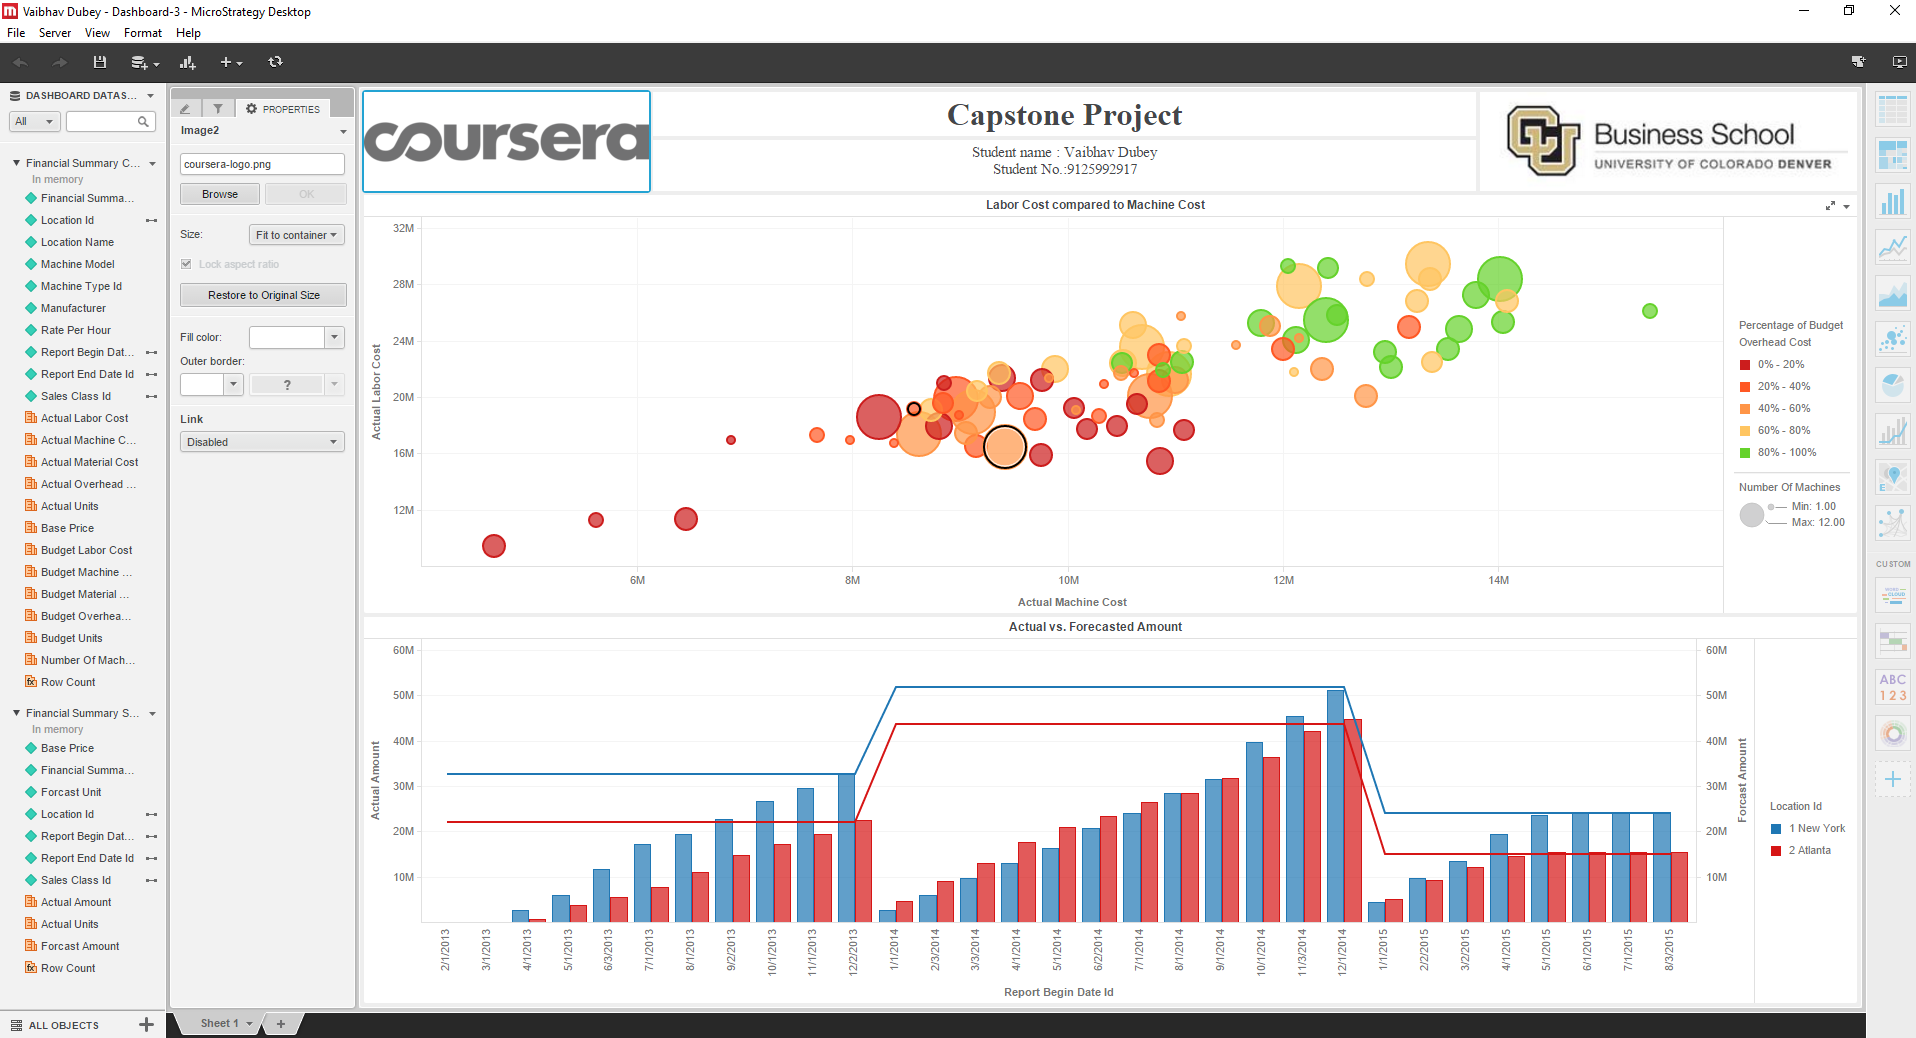 Vaibhav Dubey - Dashboard-3 - MicroStrategy Desktop
File Server View Format Help
DASHBOARD DATAS...
All
Financial Summary C...
In memory
Financial Summa...
Location Id
Location Name
Machine Model
Machine Type Id
Manufacturer
Rate Per Hour
Report Begin Dat...
Report End Date Id
Sales Class Id
Actual Labor Cost
Actual Machine C...
Actual Material Cost
Actual Overhead ...
Actual Units
Base Price
Budget Labor Cost
Budget Machine ...
Budget Material ...
Budget Overhea...
Budget Units
Number Of Mach...
fx Row Count
Financial Summary S...
In memory
Base Price
Financial Summa...
Forcast Unit
Location Id
Report Begin Dat...
Report End Date Id
Sales Class Id
Actual Amount
Actual Units
Forcast Amount
fx Row Count
ALL OBJECTS
PROPERTIES
Image2
coursera-logo.png
Browse OK
Size: Fit to container
Lock aspect ratio
Restore to Original Size
Fill color:
Outer border:
?
Link
Disabled
coursera
Capstone Project
Student name : Vaibhav Dubey
Student No.:9125992917
CU Business School
UNIVERSITY OF COLORADO DENVER
Labor Cost compared to Machine Cost
Actual Labor Cost
32M
28M
24M
20M
16M
12M
6M 8M 10M 12M 14M
Actual Machine Cost
Percentage of Budget
Overhead Cost
0% - 20%
20% - 40%
40% - 60%
60% - 80%
80% - 100%
Number Of Machines
Min: 1.00
Max: 12.00
Actual vs. Forecasted Amount
Actual Amount
60M
50M
40M
30M
20M
10M
60M
50M
40M
30M
20M
10M
Forcast Amount
2/1/2013 3/1/2013 4/1/2013 5/1/2013 6/3/2013 7/1/2013 8/1/2013 9/2/2013 10/1/2013 11/1/2013 12/2/2013 1/1/2014 2/3/2014 3/3/2014 4/1/2014 5/1/2014 6/2/2014 7/1/2014 8/1/2014 9/1/2014 10/1/2014 11/3/2014 12/1/2014 1/1/2015 2/2/2015 3/2/2015 4/1/2015 5/1/2015 6/1/2015 7/1/2015 8/3/2015
Report Begin Date Id
Location Id
1 New York
2 Atlanta
E
CUSTOM
CLOUD
ABC
123
Sheet 1